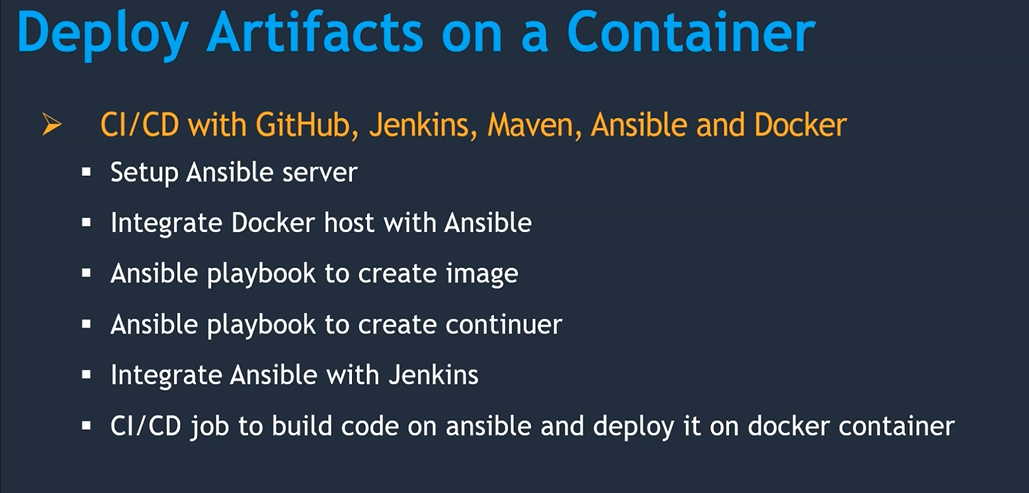 Deploy Artifacts on a Container
CI/CD with GitHub, Jenkins, Maven, Ansible and Docker
Setup Ansible server
Integrate Docker host with Ansible
Ansible playbook to create image
Ansible playbook to create continuer
Integrate Ansible with Jenkins
CI/CD job to build code on ansible and deploy it on docker container